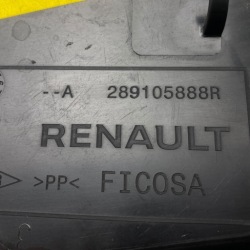 --A 289105888R
RENAULT
>PP< FICOSA